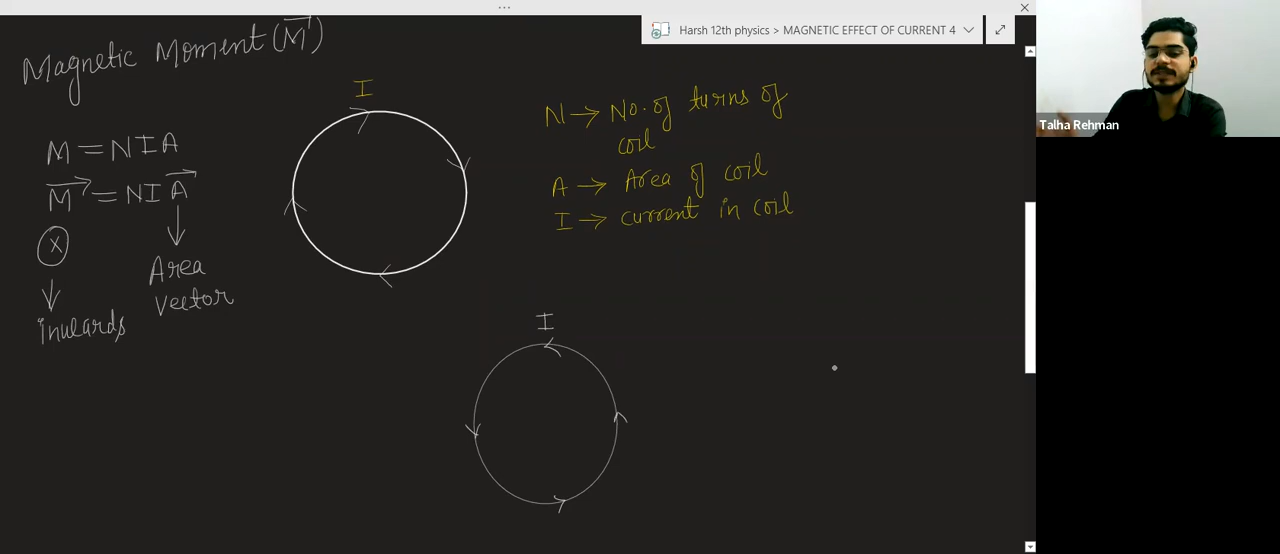 Harsh 12th physics > MAGNETIC EFFECT OF CURRENT 4
Talha Rehman
Magnetic Moment (M)
I
M = NIA
M = NI A
X
inwards
Area
Vector
N → No. of turns of
coil
A → Area of coil
I → current in coil
I